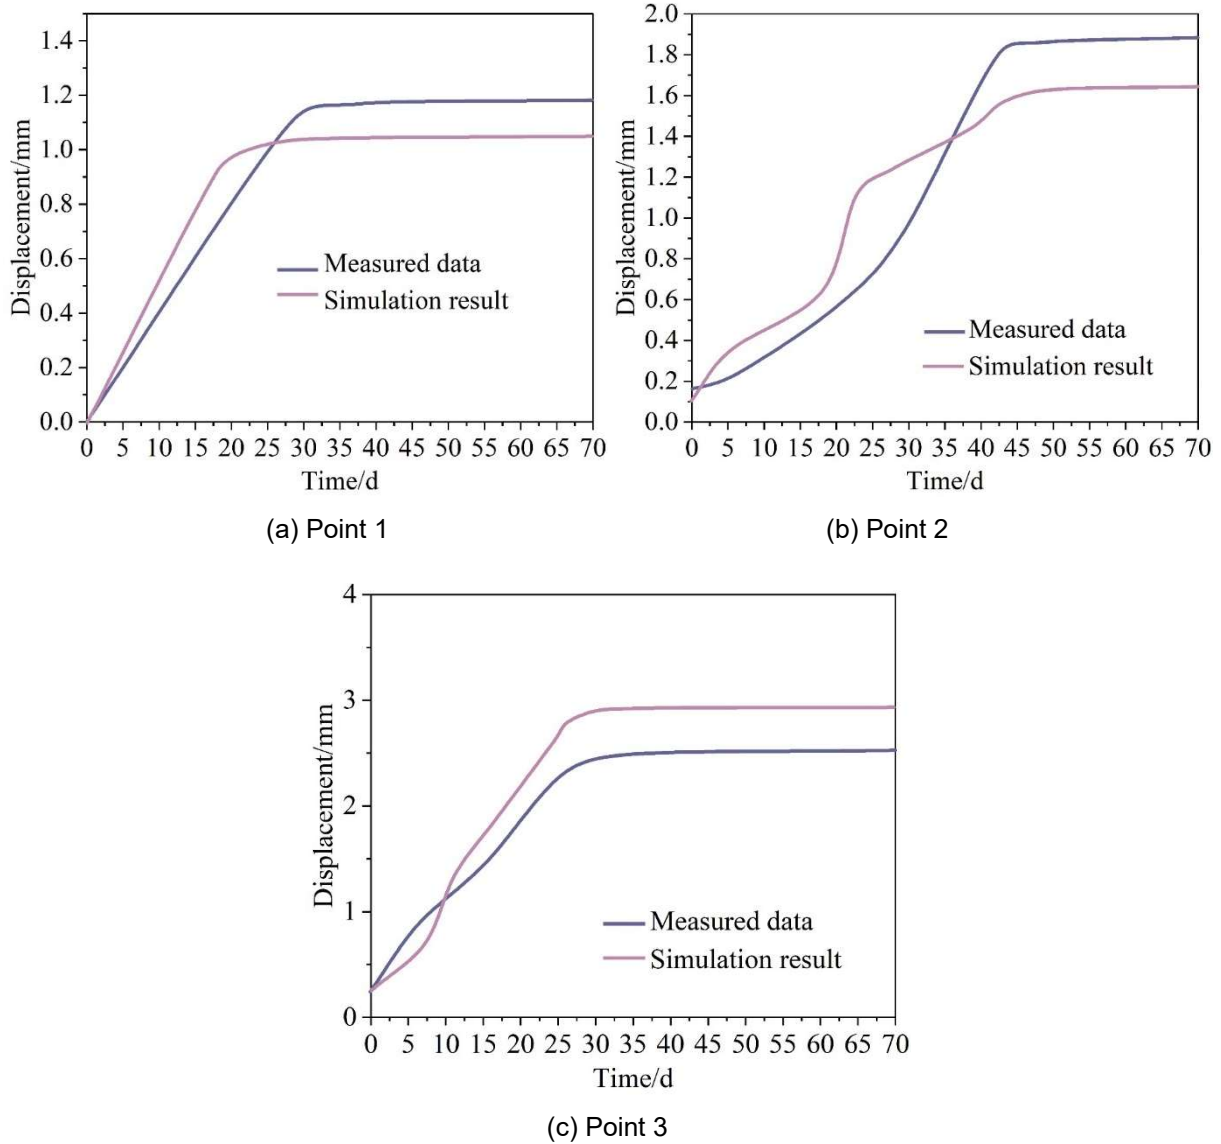 1.4
1.2
1.0
0.8
0.6
0.4
0.2
0.0
Displacement/mm
Measured data
Simulation result
0 5 10 15 20 25 30 35 40 45 50 55 60 65 70
Time/d
(a) Point 1
2.0
1.8
1.6
1.4
1.2
1.0
0.8
0.6
0.4
0.2
0.0
Displacement/mm
Measured data
Simulation result
0 5 10 15 20 25 30 35 40 45 50 55 60 65 70
Time/d
(b) Point 2
4
3
2
1
0
Displacement/mm
Measured data
Simulation result
0 5 10 15 20 25 30 35 40 45 50 55 60 65 70
Time/d
(c) Point 3